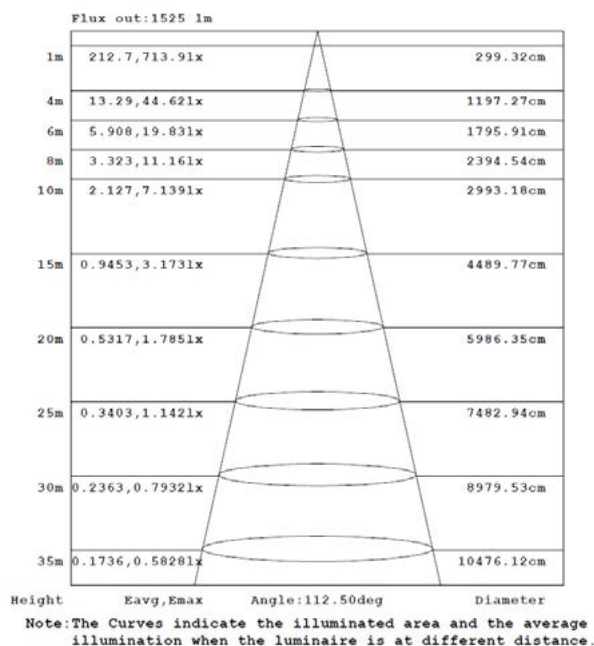 Flux out:1525 lm
1m 212.7,713.9lx 299.32cm
4m 13.29,44.62lx 1197.27cm
6m 5.908,19.83lx 1795.91cm
8m 3.323,11.16lx 2394.54cm
10m 2.127,7.139lx 2993.18cm
15m 0.9453,3.173lx 4489.77cm
20m 0.5317,1.785lx 5986.35cm
25m 0.3403,1.142lx 7482.94cm
30m 0.2363,0.7932lx 8979.53cm
35m 0.1736,0.5828lx 10476.12cm
Height Eavg,Emax Angle:112.50deg Diameter
Note:The Curves indicate the illuminated area and the average
illumination when the luminaire is at different distance.